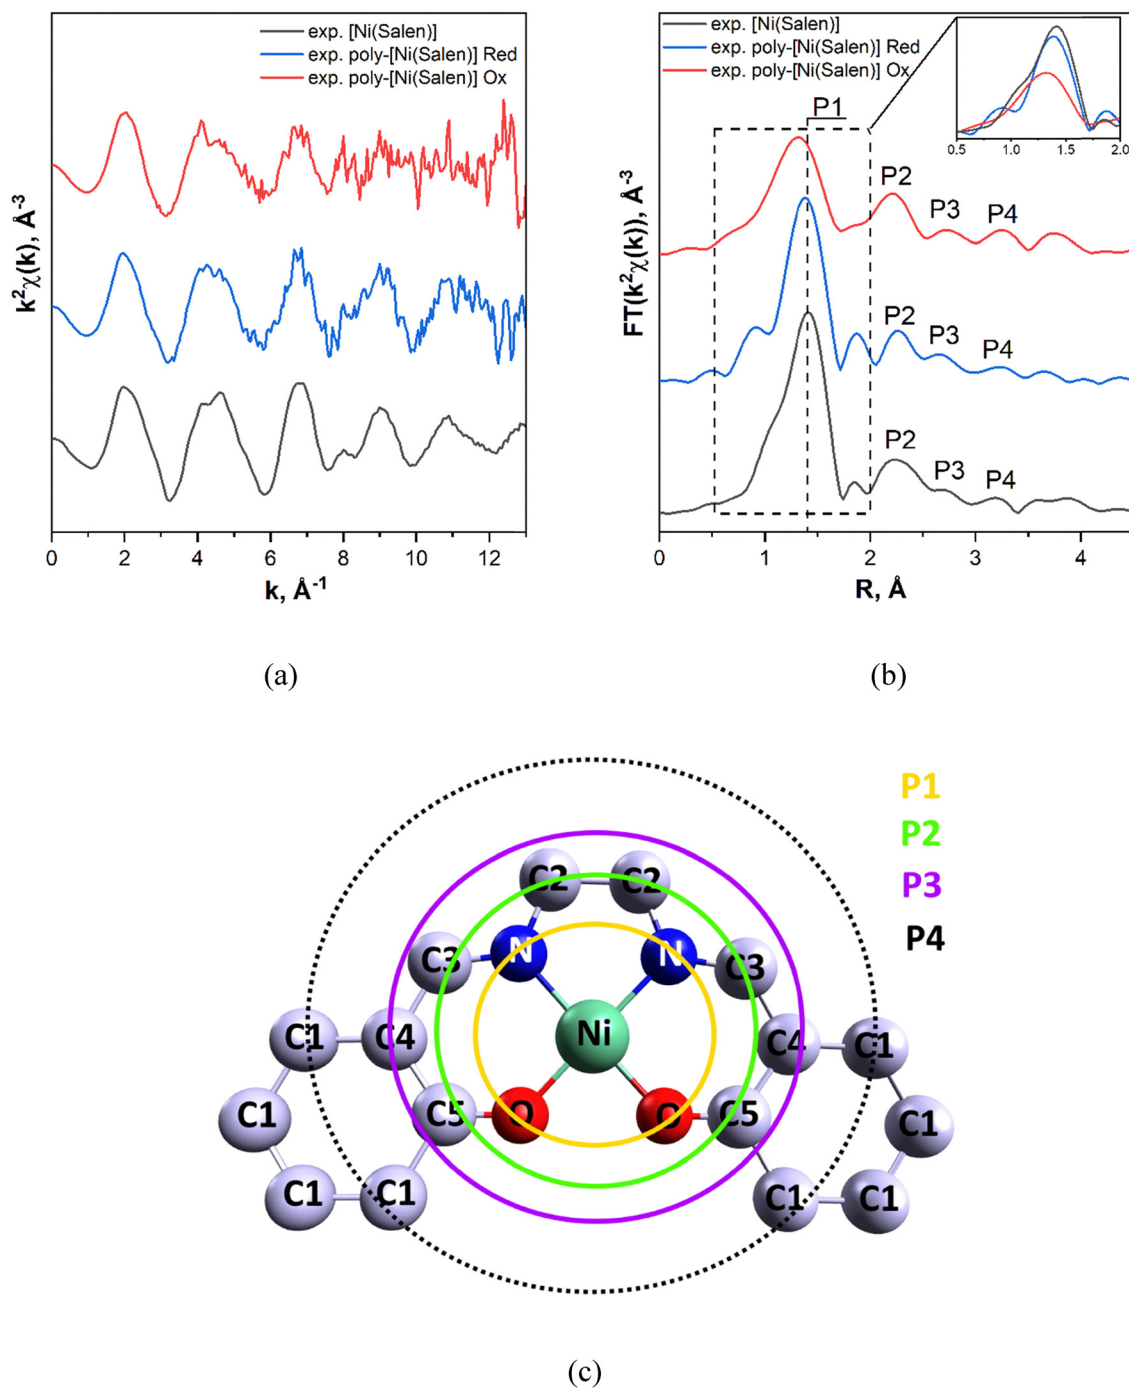 exp. [Ni(Salen)]
exp. poly-[Ni(Salen)] Red
exp. poly-[Ni(Salen)] Ox
k²χ(k), Å⁻³
0 2 4 6 8 10 12
k, Å⁻¹
(a)
exp. [Ni(Salen)]
exp. poly-[Ni(Salen)] Red
exp. poly-[Ni(Salen)] Ox
0.5 1.0 1.5 2.0
P1
P2
P3
P4
P2
P3
P4
P2
P3
P4
FT(k²χ(k)), Å⁻³
0 1 2 3 4
R, Å
(b)
P1
P2
P3
P4
C2 C2
C3 N N C3
C1 C4 Ni C4 C1
C1 C5 O O C5 C1
C1 C1 C1 C1
(c)